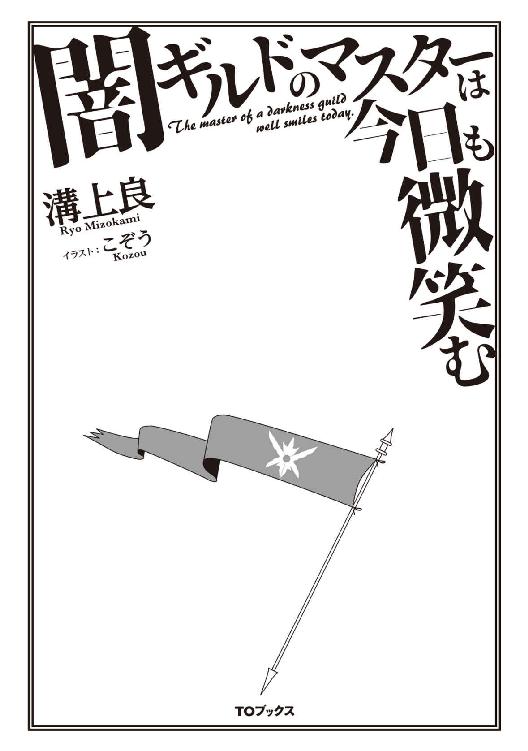 闇ギルドのマスターは
今日も
微笑む
The master of a darkness guild
well smiles today.
溝上良
Ryo Mizokami
イラスト：こぞう
Kozou
TOブックス